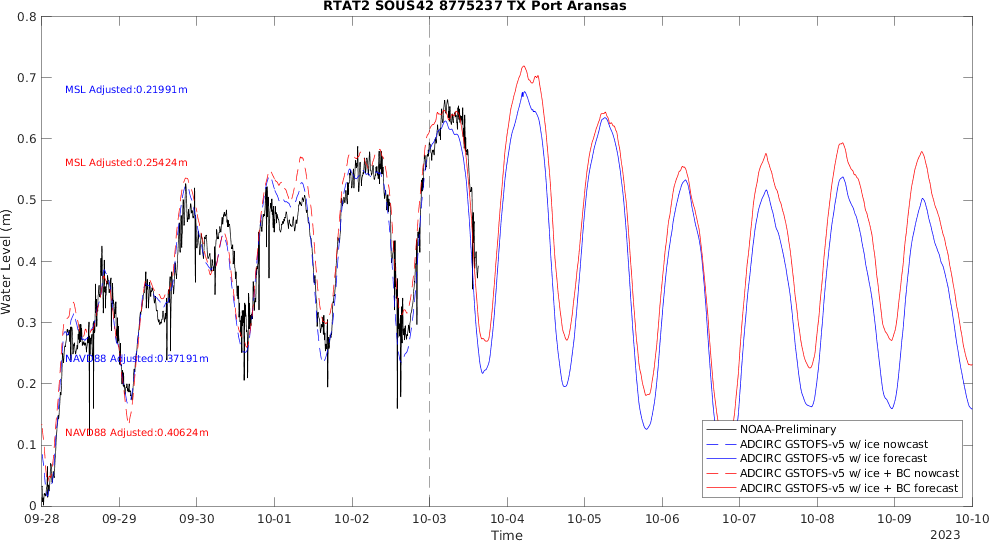 RTAT2 SOUS42 8775237 TX Port Aransas
0.8
0.7
0.6
0.5
0.4
0.3
0.2
0.1
0
Water Level (m)
MSL Adjusted:0.21991m
MSL Adjusted:0.25424m
NAVD88 Adjusted:0.37191m
NAVD88 Adjusted:0.40624m
NOAA-Preliminary
ADCIRC GSTOFS-v5 w/ ice nowcast
ADCIRC GSTOFS-v5 w/ ice forecast
ADCIRC GSTOFS-v5 w/ ice + BC nowcast
ADCIRC GSTOFS-v5 w/ ice + BC forecast
09-28 09-29 09-30 10-01 10-02 10-03 10-04 10-05 10-06 10-07 10-08 10-09 10-10
Time
2023